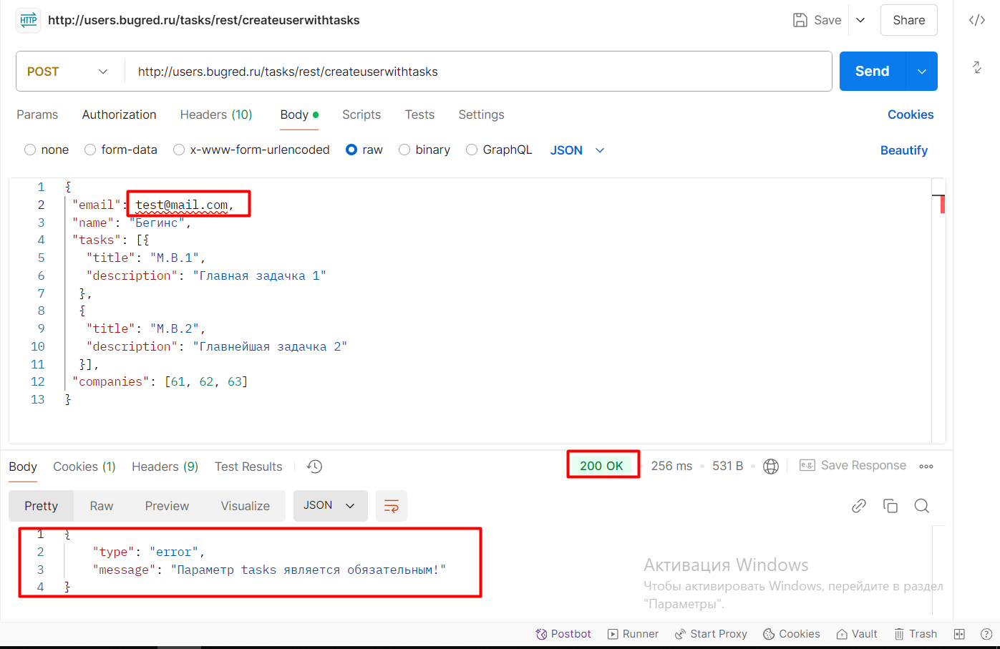 HTTP http://users.bugred.ru/tasks/rest/createuserwithtasks Save Share
POST http://users.bugred.ru/tasks/rest/createuserwithtasks Send
Params Authorization Headers (10) Body Scripts Tests Settings Cookies
none form-data x-www-form-urlencoded raw binary GraphQL JSON Beautify
1 {
2 "email": test@mail.com,
3 "name": "Бегинс",
4 "tasks": [{
5 "title": "М.В.1",
6 "description": "Главная задачка 1"
7 },
8 {
9 "title": "М.В.2",
10 "description": "Главнейшая задачка 2"
11 }],
12 "companies": [61, 62, 63]
13 }
Body Cookies (1) Headers (9) Test Results 200 OK 256 ms 531 B e.g. Save Response
Pretty Raw Preview Visualize JSON
1 {
2 "type": "error",
3 "message": "Параметр tasks является обязательным!"
4 }
Активация Windows
Чтобы активировать Windows, перейдите в раздел
"Параметры".
Postbot Runner Start Proxy Cookies Vault Trash